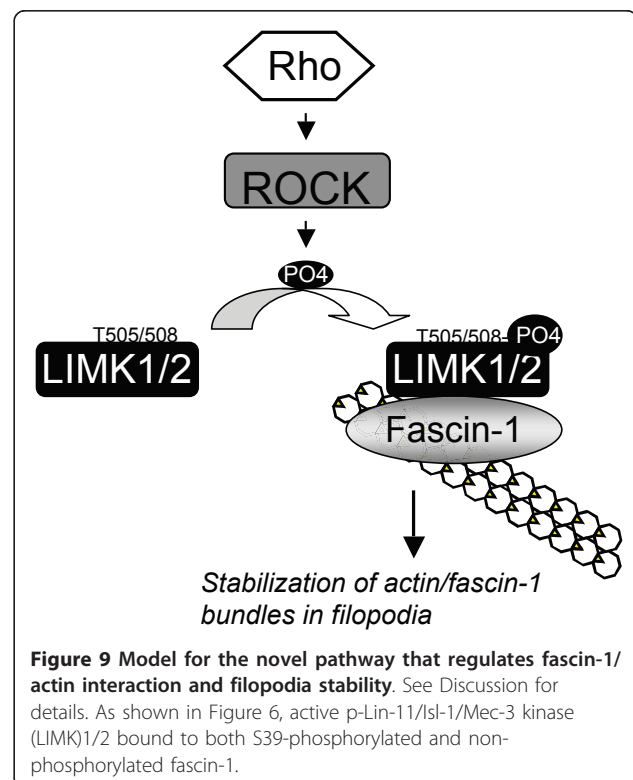 Rho
ROCK
PO4
T505/508
LIMK1/2
T505/508-PO4
LIMK1/2
Fascin-1
Stabilization of actin/fascin-1
bundles in filopodia
Figure 9 Model for the novel pathway that regulates fascin-1/
actin interaction and filopodia stability. See Discussion for
details. As shown in Figure 6, active p-Lin-11/Isl-1/Mec-3 kinase
(LIMK)1/2 bound to both S39-phosphorylated and non-
phosphorylated fascin-1.